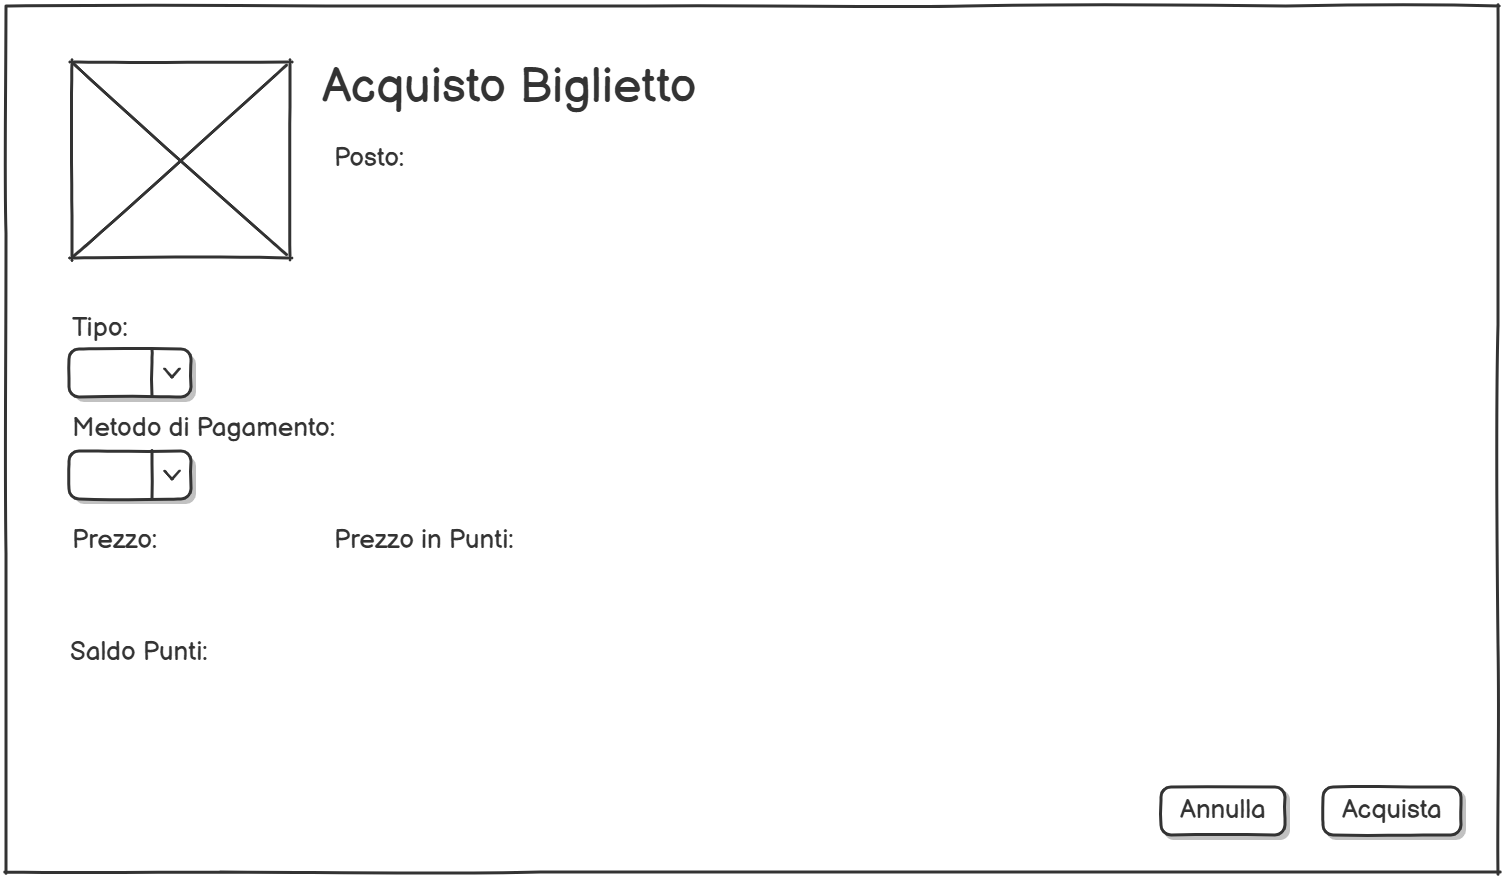 Acquisto Biglietto
Posto:
Tipo:
Metodo di Pagamento:
Prezzo:
Prezzo in Punti:
Saldo Punti:
Annulla
Acquista